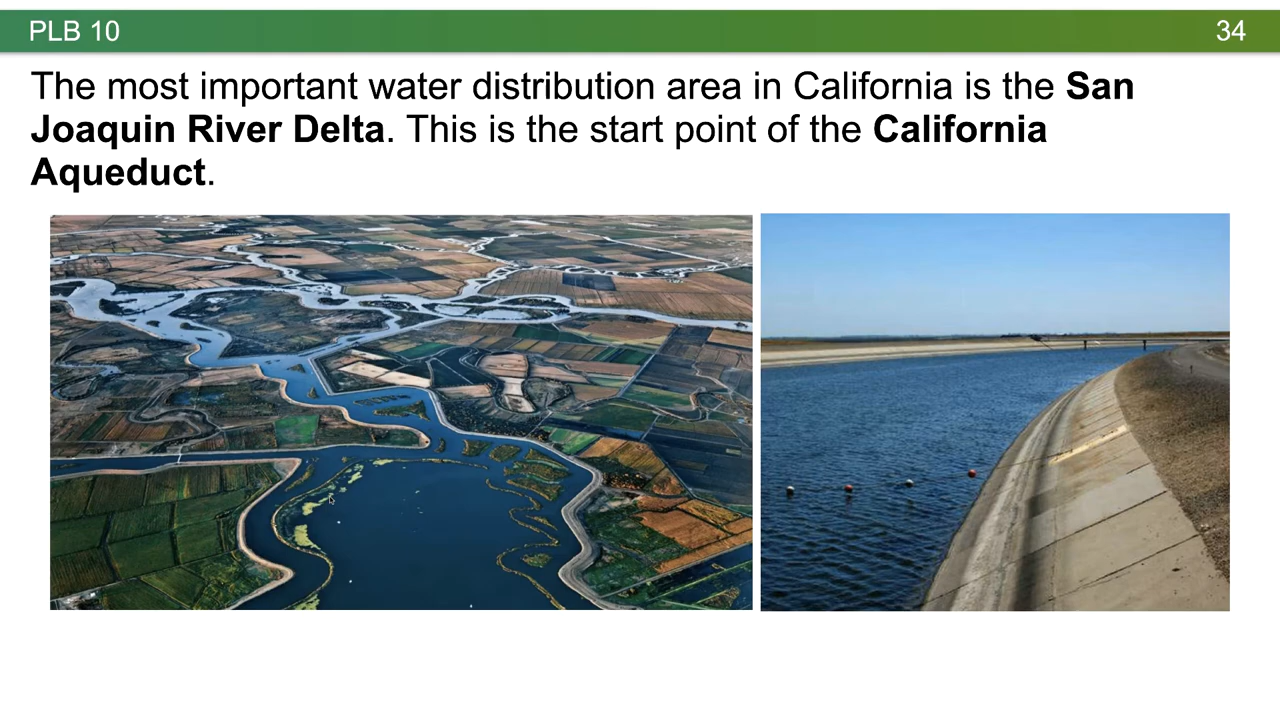 PLB 10
34
The most important water distribution area in California is the San
Joaquin River Delta. This is the start point of the California
Aqueduct.